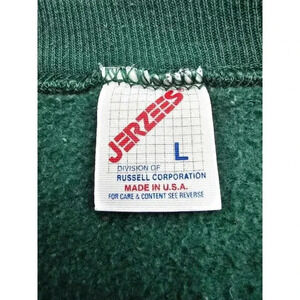 JERZEES
L
DIVISION OF
RUSSELL CORPORATION
MADE IN U.S.A.
FOR CARE & CONTENT SEE REVERSE